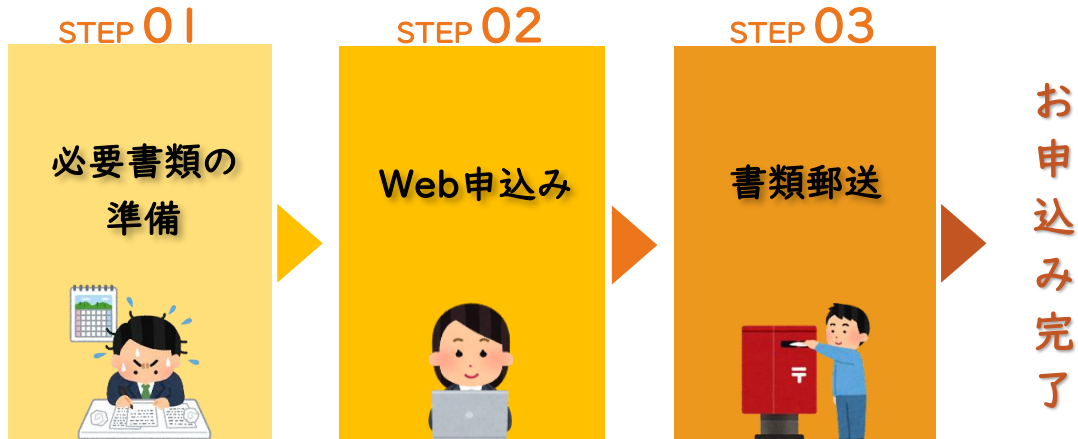 STEP 01
必要書類の
準備
STEP 02
Web申込み
STEP 03
書類郵送
お申込み完了